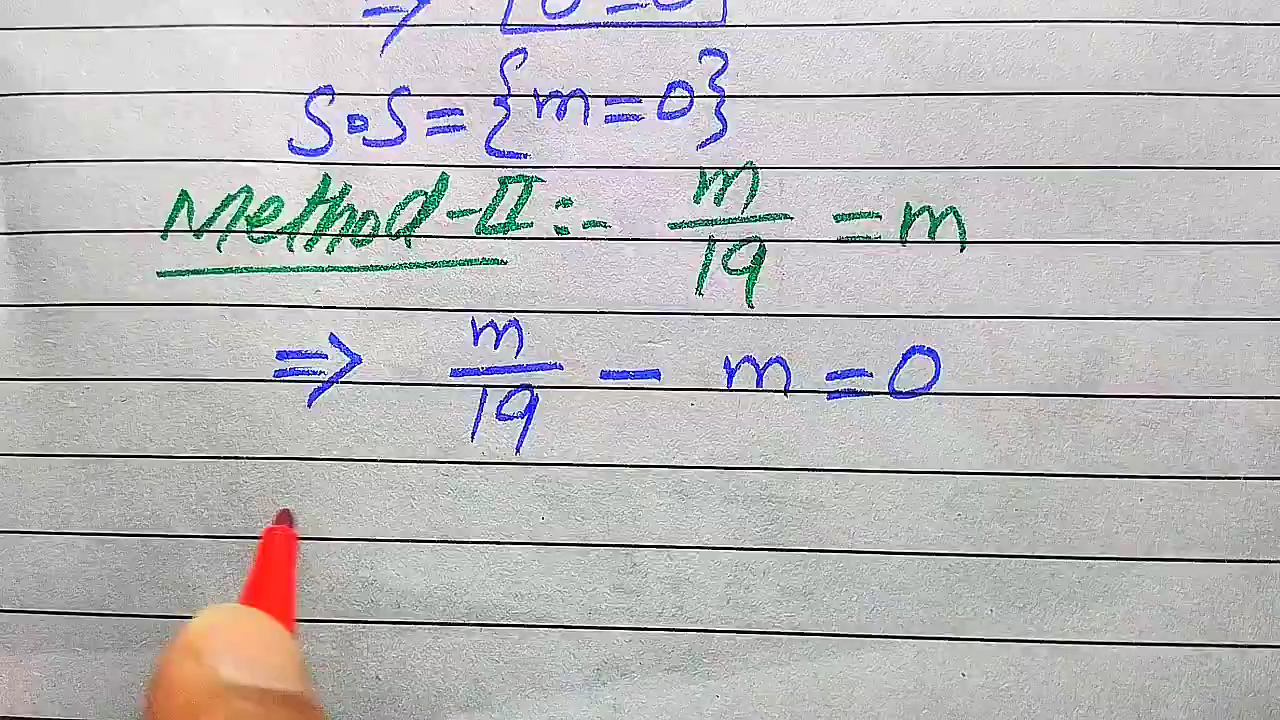 ⇒
S.S = {m=0}
Method-II :- m/19 = m
⇒ m/19 - m = 0